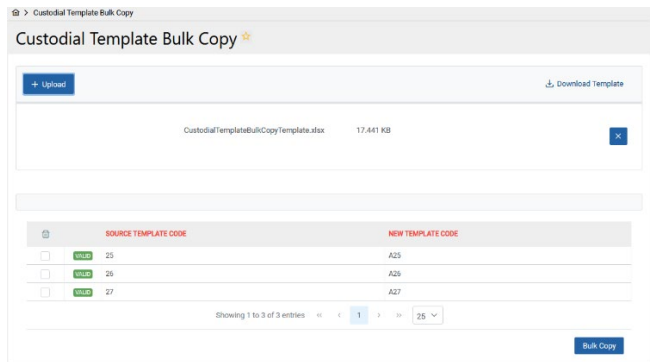 > Custodial Template Bulk Copy
Custodial Template Bulk Copy
+ Upload Download Template
CustodialTemplateBulkCopyTemplate.xlsx 17.441 KB
SOURCE TEMPLATE CODE NEW TEMPLATE CODE
VALID 25 A25
VALID 26 A26
VALID 27 A27
Showing 1 to 3 of 3 entries « ‹ 1 › » 25
Bulk Copy